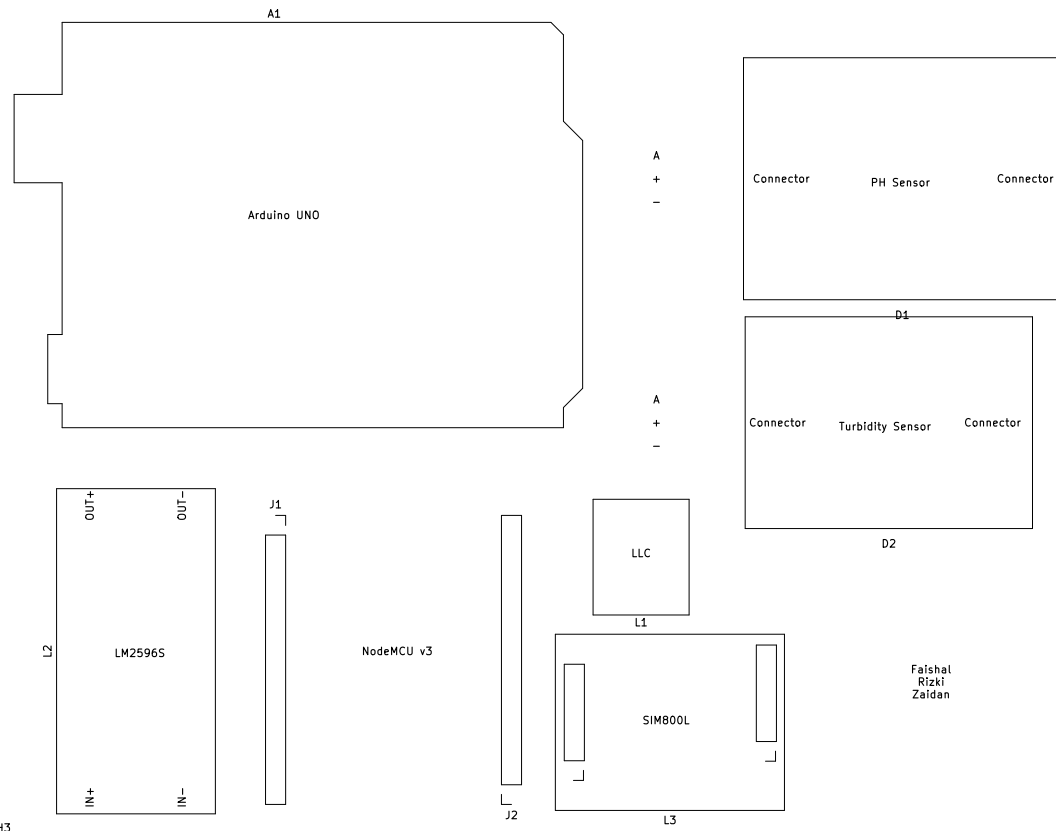 A1
Arduino UNO
A
+
−
Connector
PH Sensor
Connector
D1
A
+
−
Connector
Turbidity Sensor
Connector
D2
OUT+
OUT−
L2
LM2596S
IN+
IN−
J1
NodeMCU v3
J2
LLC
L1
SIM800L
L3
Faishal
Rizki
Zaidan
H3